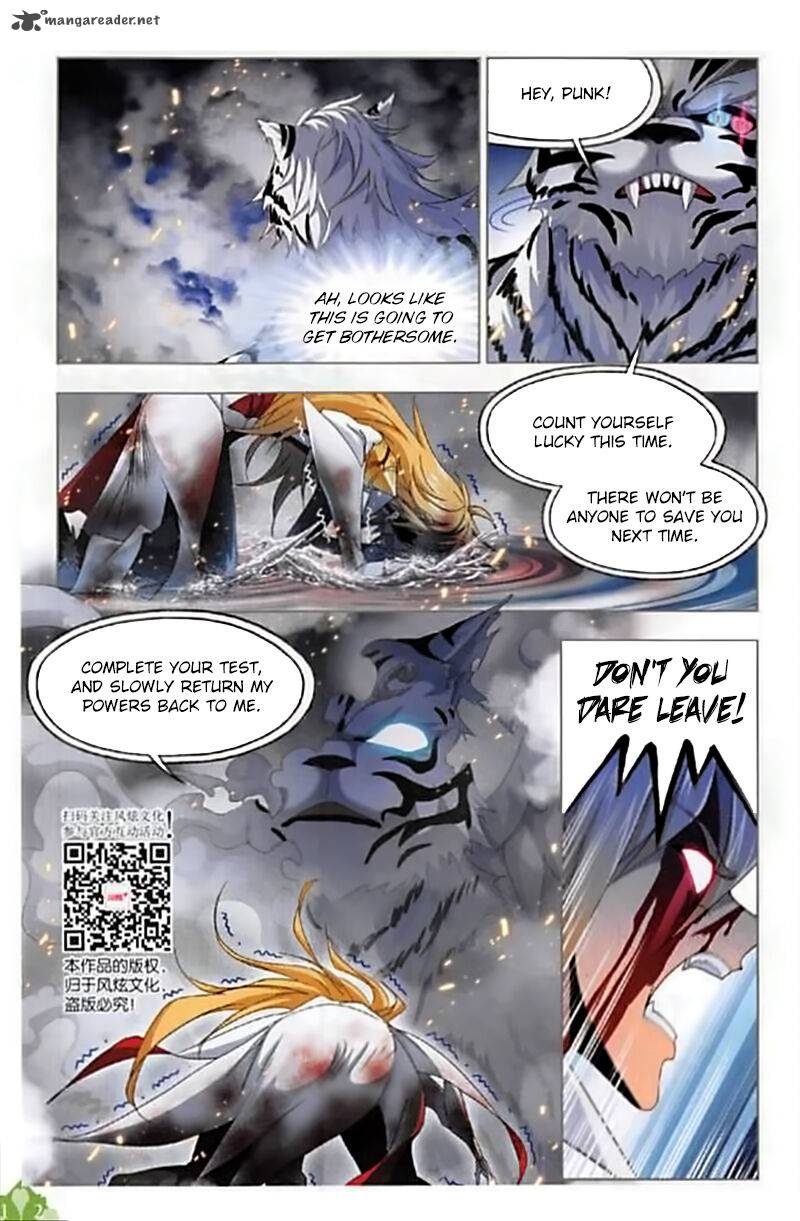 mangareader.net
HEY, PUNK!
AH, LOOKS LIKE
THIS IS GOING TO
GET BOTHERSOME.
COUNT YOURSELF
LUCKY THIS TIME.
THERE WON'T BE
ANYONE TO SAVE YOU
NEXT TIME.
COMPLETE YOUR TEST,
AND SLOWLY RETURN MY
POWERS BACK TO ME.
DON'T YOU
DARE LEAVE!
扫码关注风炫文化
参与官方互动活动!
本作品的版权,
归于风炫文化,
盗版必究!
1 2